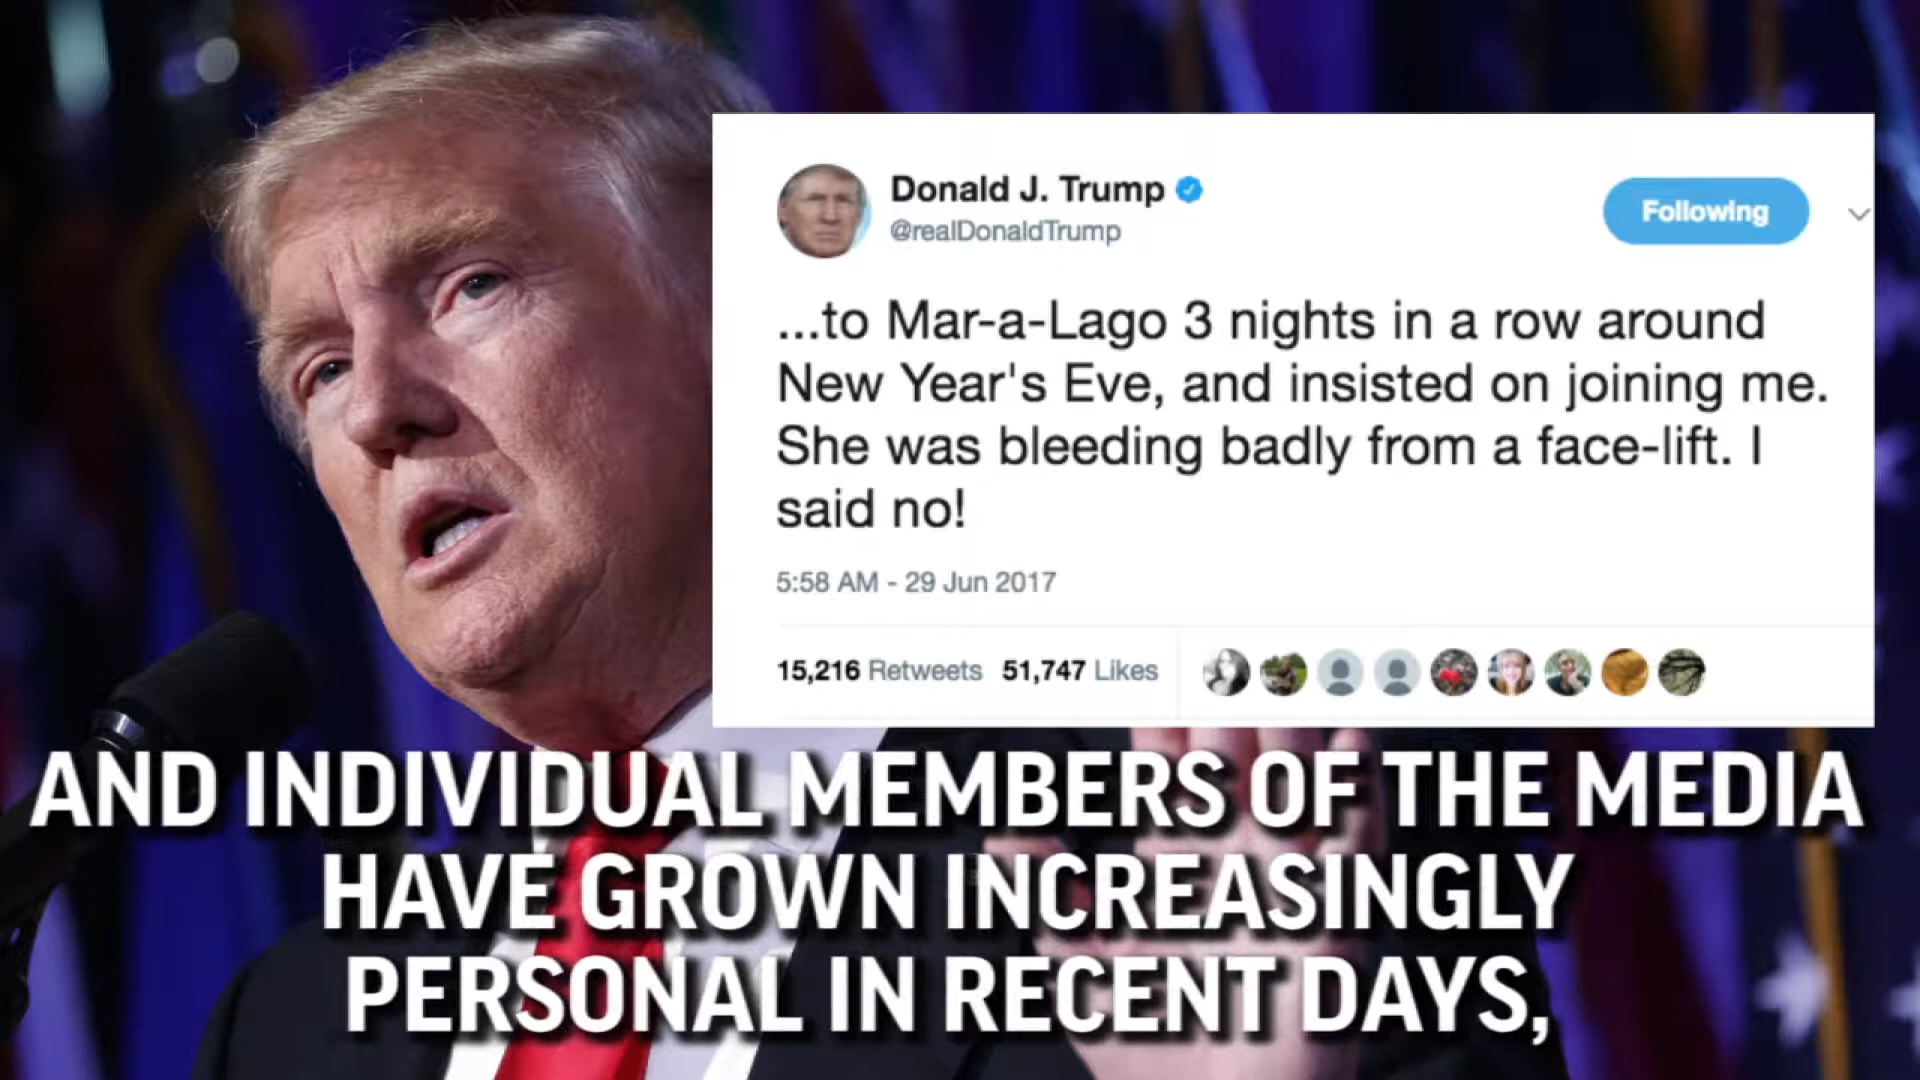 Donald J. Trump
@realDonaldTrump
Following
...to Mar-a-Lago 3 nights in a row around
New Year's Eve, and insisted on joining me.
She was bleeding badly from a face-lift. I
said no!
5:58 AM - 29 Jun 2017
15,216 Retweets 51,747 Likes
AND INDIVIDUAL MEMBERS OF THE MEDIA
HAVE GROWN INCREASINGLY
PERSONAL IN RECENT DAYS,